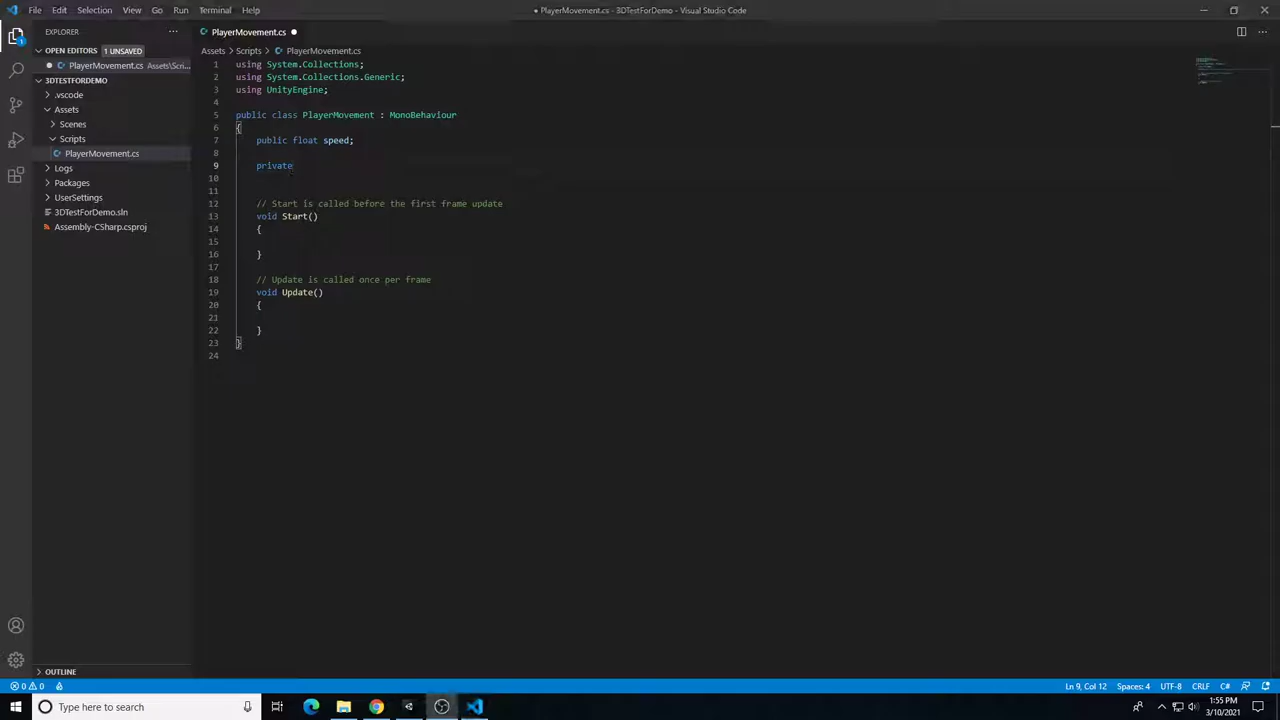 File Edit Selection View Go Run Terminal Help
● PlayerMovement.cs - 3DTestForDemo - Visual Studio Code
EXPLORER
OPEN EDITORS 1 UNSAVED
PlayerMovement.cs Assets\Scri...
3DTESTFORDEMO
.vscode
Assets
Scenes
Scripts
PlayerMovement.cs
Logs
Packages
UserSettings
3DTestForDemo.sln
Assembly-CSharp.csproj
OUTLINE
PlayerMovement.cs
Assets > Scripts > PlayerMovement.cs
1 using System.Collections;
2 using System.Collections.Generic;
3 using UnityEngine;
4
5 public class PlayerMovement : MonoBehaviour
6 {
7 public float speed;
8
9 private
10
11
12 // Start is called before the first frame update
13 void Start()
14 {
15
16 }
17
18 // Update is called once per frame
19 void Update()
20 {
21
22 }
23 }
24
0 0
Ln 9, Col 12 Spaces: 4 UTF-8 CRLF C#
Type here to search
1:55 PM
3/10/2021